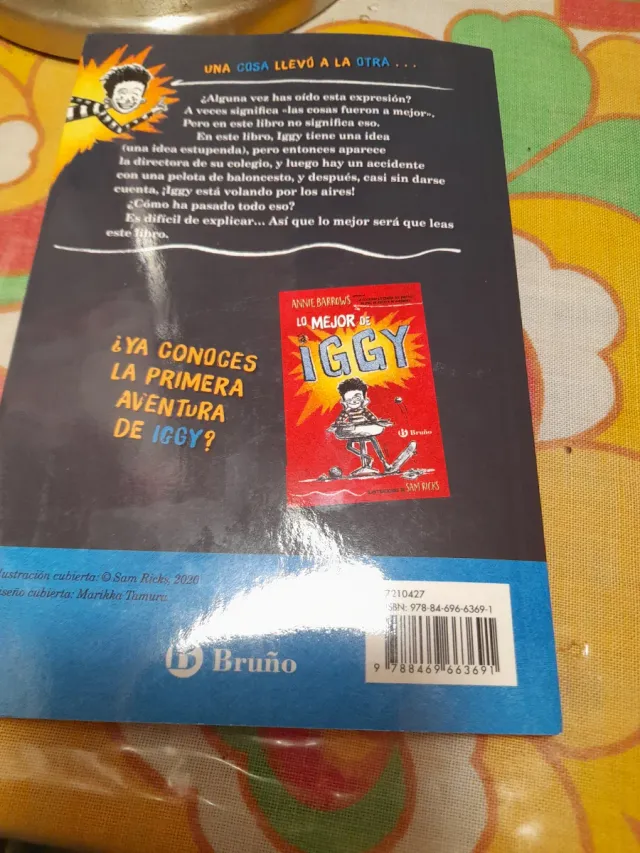 UNA COSA LLEVÓ A LA OTRA...
¿Alguna vez has oído esta expresión?
A veces significa «las cosas fueron a mejor».
Pero en este libro no significa eso.
En este libro, Iggy tiene una idea
(una idea estupenda), pero entonces aparece
la directora de su colegio, y luego hay un accidente
con una pelota de baloncesto, y después, casi sin darse
cuenta, ¡Iggy está volando por los aires!
¿Cómo ha pasado todo eso?
Es difícil de explicar... Así que lo mejor será que leas
este libro.
¿YA CONOCES
LA PRIMERA
AVENTURA
DE IGGY?
ANNIE BARROWS
LO MEJOR DE
IGGY
Bruño
SAM RICKS
lustración cubierta: © Sam Ricks, 2020
seño cubierta: Marikka Tamura.
7210427
ISBN: 978-84-696-6369-1
9 788469 663691
Bruño